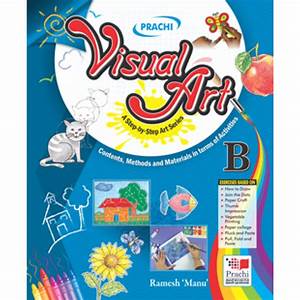 PRACHI
Visual
Art
A Step-by-Step Art Series
Contents, Methods and Materials in terms of Activities
B
EXERCISES BASED ON
How to Draw
Join the Dots
Paper Craft
Thumb
Impression
Vegetable
Printing
Paper collage
Pluck and Paste
Pull, Fold and
Paste
Ramesh 'Manu'
Prachi